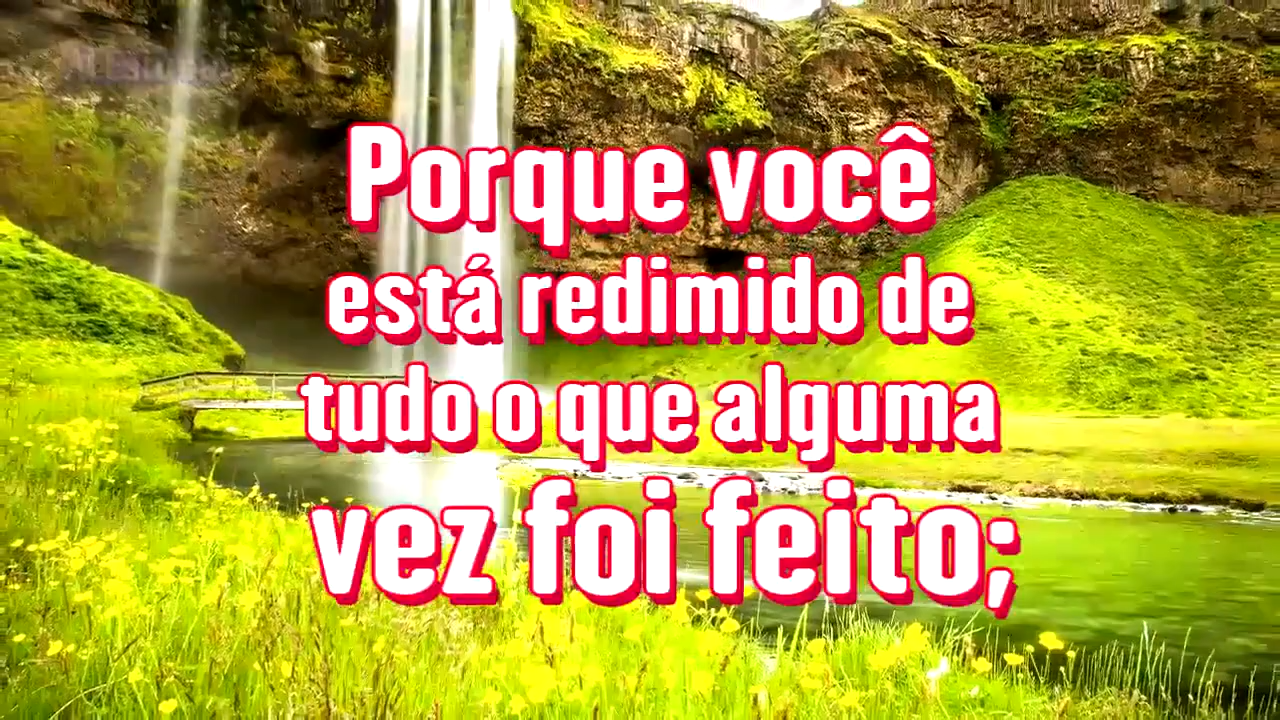 Porque você
está redimido de
tudo o que alguma
vez foi feito;